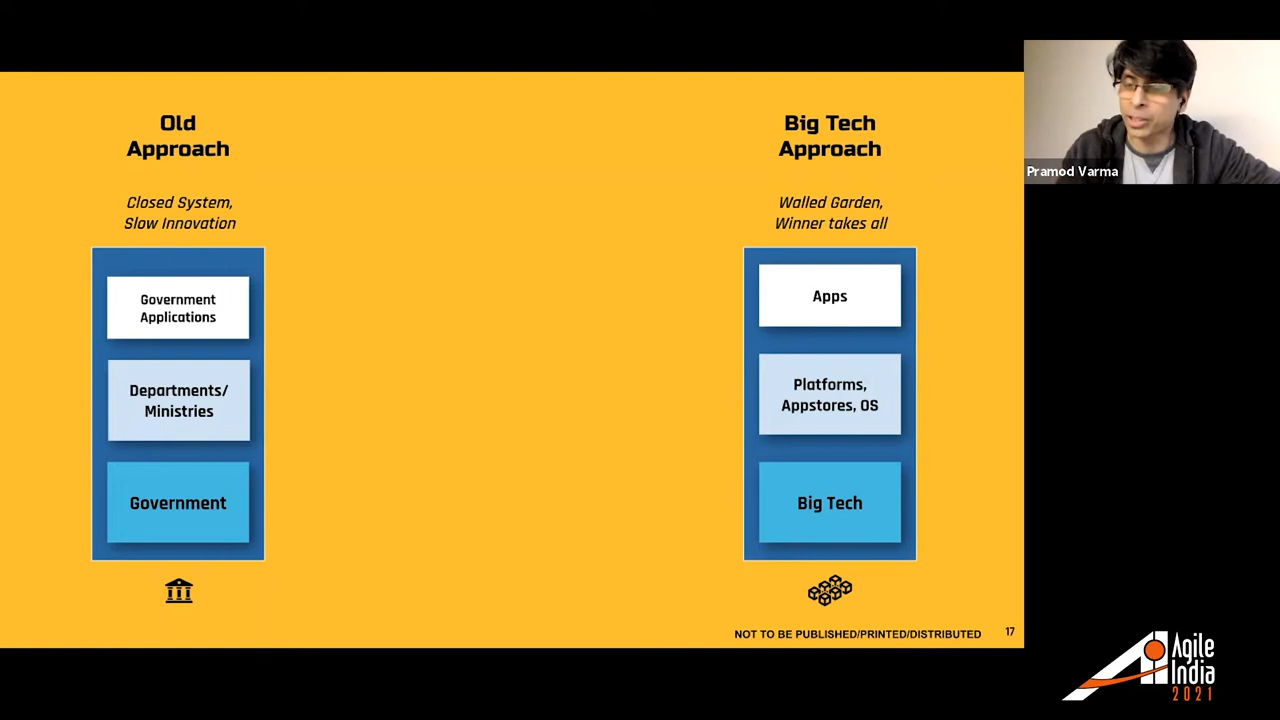 Old
Approach
Closed System,
Slow Innovation
Government
Applications
Departments/
Ministries
Government
Big Tech
Approach
Walled Garden,
Winner takes all
Apps
Platforms,
Appstores, OS
Big Tech
NOT TO BE PUBLISHED/PRINTED/DISTRIBUTED
17
Pramod Varma
Agile
India
2021